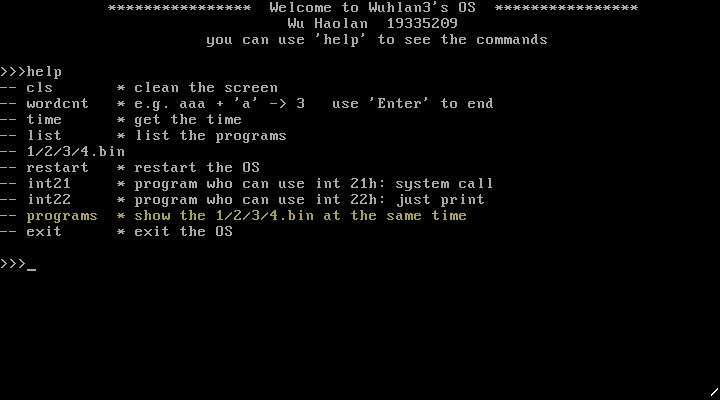 **************** Welcome to Wuhlan3's OS ****************
Wu Haolan 19335209
you can use 'help' to see the commands
>>>help
-- cls * clean the screen
-- wordcnt * e.g. aaa + 'a' -> 3 use 'Enter' to end
-- time * get the time
-- list * list the programs
-- 1/2/3/4.bin
-- restart * restart the OS
-- int21 * program who can use int 21h: system call
-- int22 * program who can use int 22h: just print
-- programs * show the 1/2/3/4.bin at the same time
-- exit * exit the OS
>>>_
/